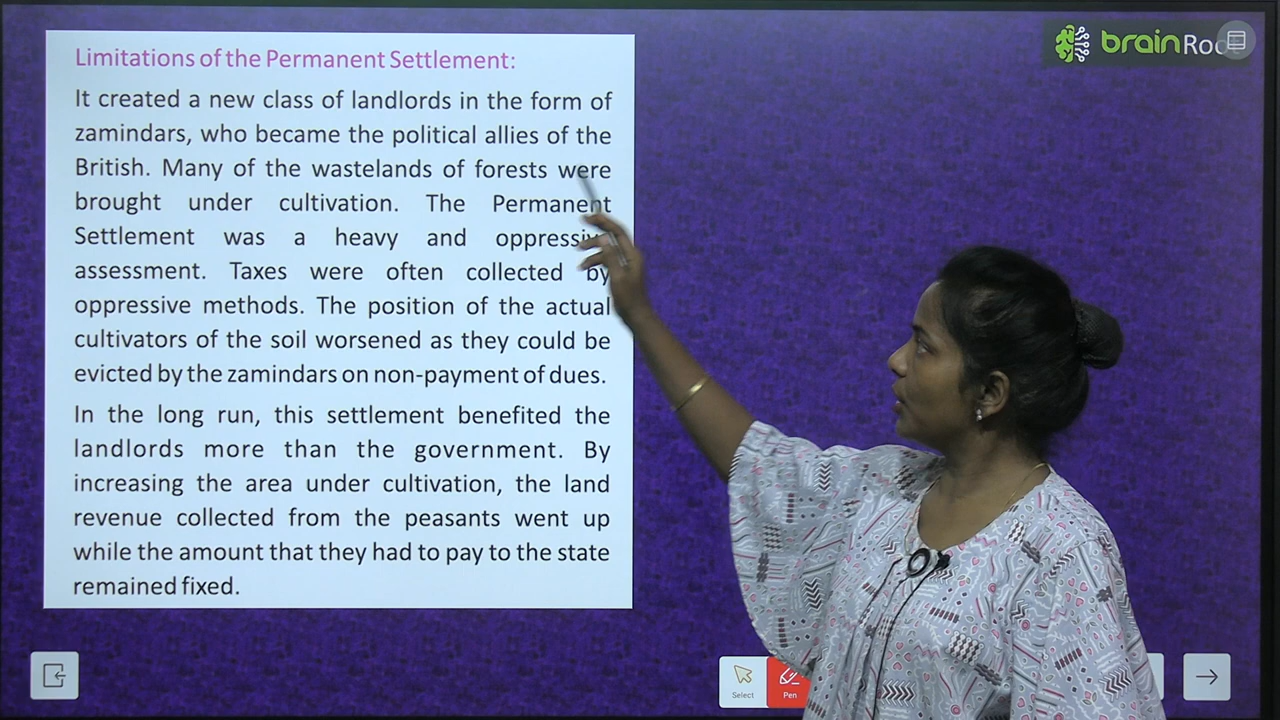 Limitations of the Permanent Settlement:
It created a new class of landlords in the form of
zamindars, who became the political allies of the
British. Many of the wastelands of forests were
brought under cultivation. The Permanent
Settlement was a heavy and oppressive
assessment. Taxes were often collected by
oppressive methods. The position of the actual
cultivators of the soil worsened as they could be
evicted by the zamindars on non-payment of dues.
In the long run, this settlement benefited the
landlords more than the government. By
increasing the area under cultivation, the land
revenue collected from the peasants went up
while the amount that they had to pay to the state
remained fixed.
brain
Select
Pen